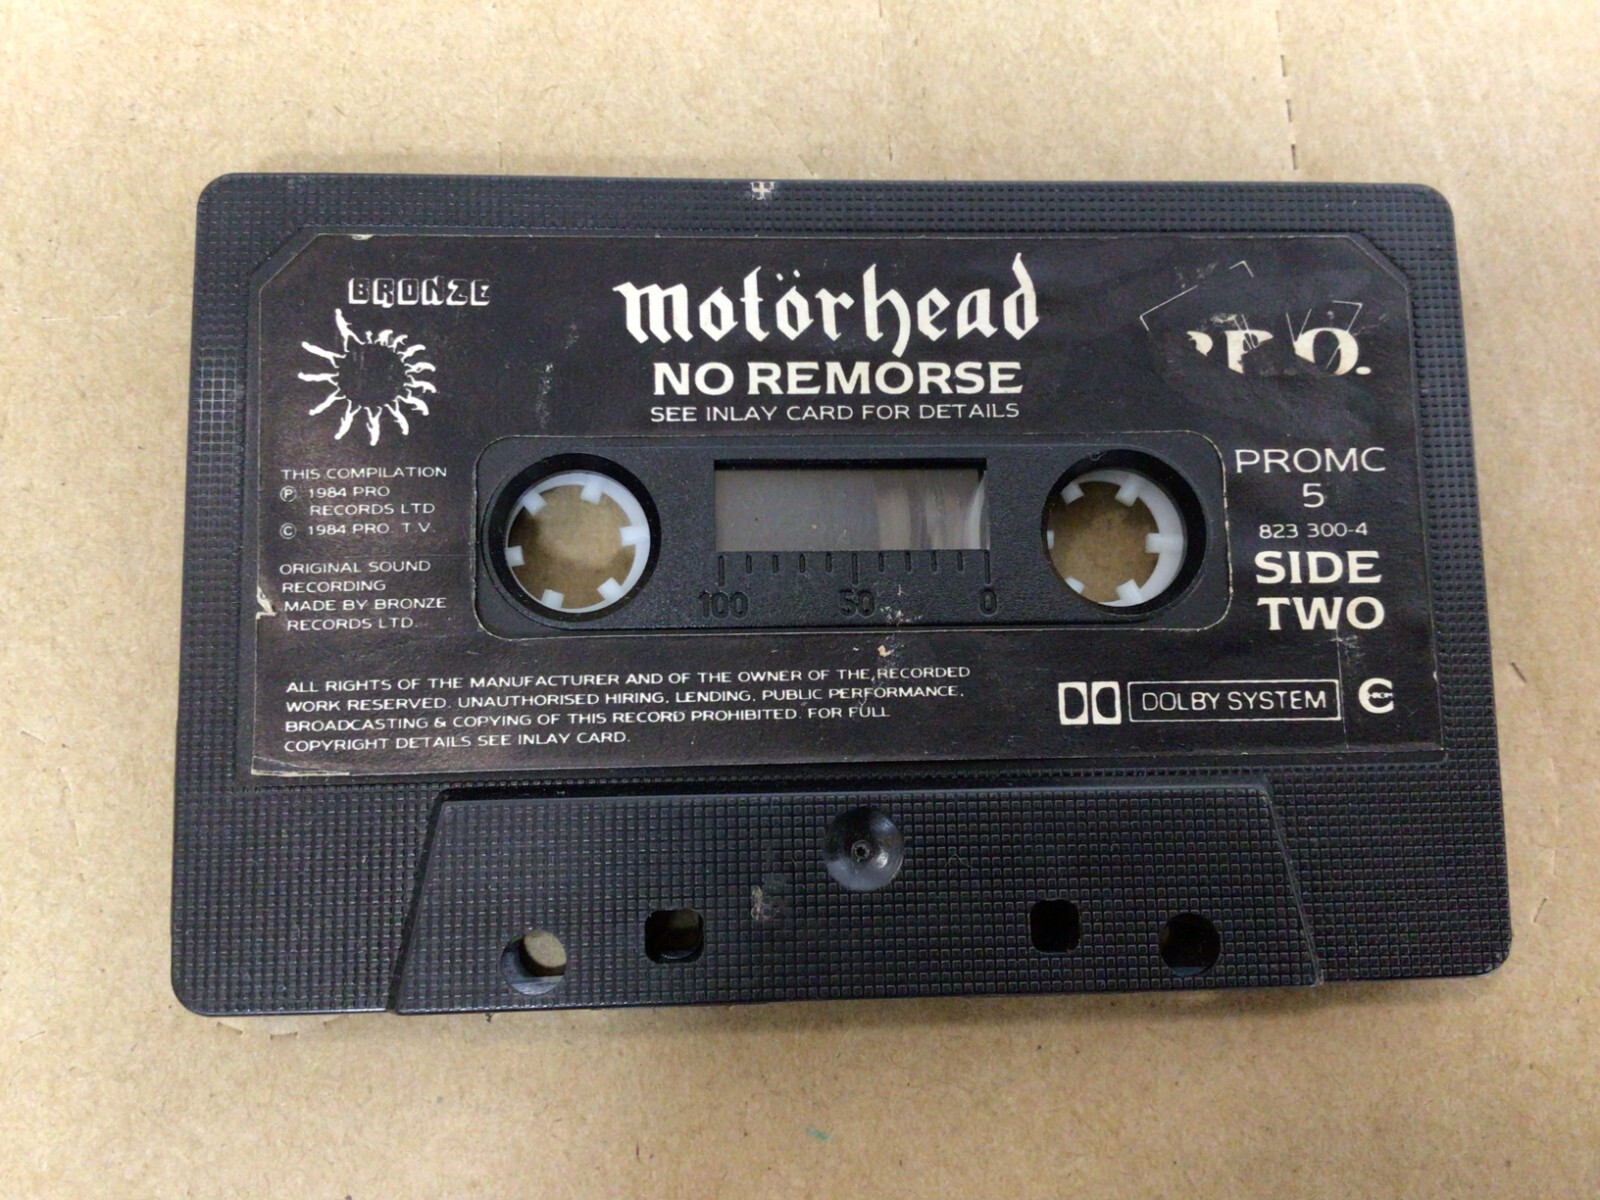 BRONZE
motörhead
NO REMORSE
SEE INLAY CARD FOR DETAILS
THIS COMPILATION
℗ 1984 PRO
RECORDS LTD
© 1984 PRO. T.V.
ORIGINAL SOUND
RECORDING
MADE BY BRONZE
RECORDS LTD.
PROMC
5
823 300-4
SIDE
TWO
100 50 0
ALL RIGHTS OF THE MANUFACTURER AND OF THE OWNER OF THE RECORDED
WORK RESERVED. UNAUTHORISED HIRING, LENDING, PUBLIC PERFORMANCE,
BROADCASTING & COPYING OF THIS RECORD PROHIBITED. FOR FULL
COPYRIGHT DETAILS SEE INLAY CARD.
DOLBY SYSTEM